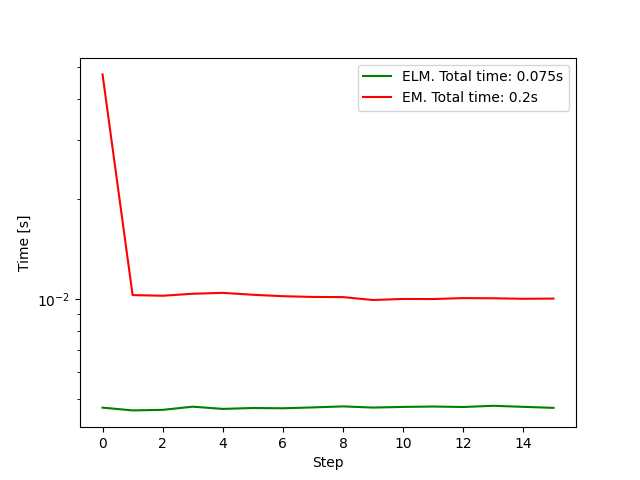 ELM. Total time: 0.075s
EM. Total time: 0.2s
Time [s]
10⁻²
0 2 4 6 8 10 12 14
Step